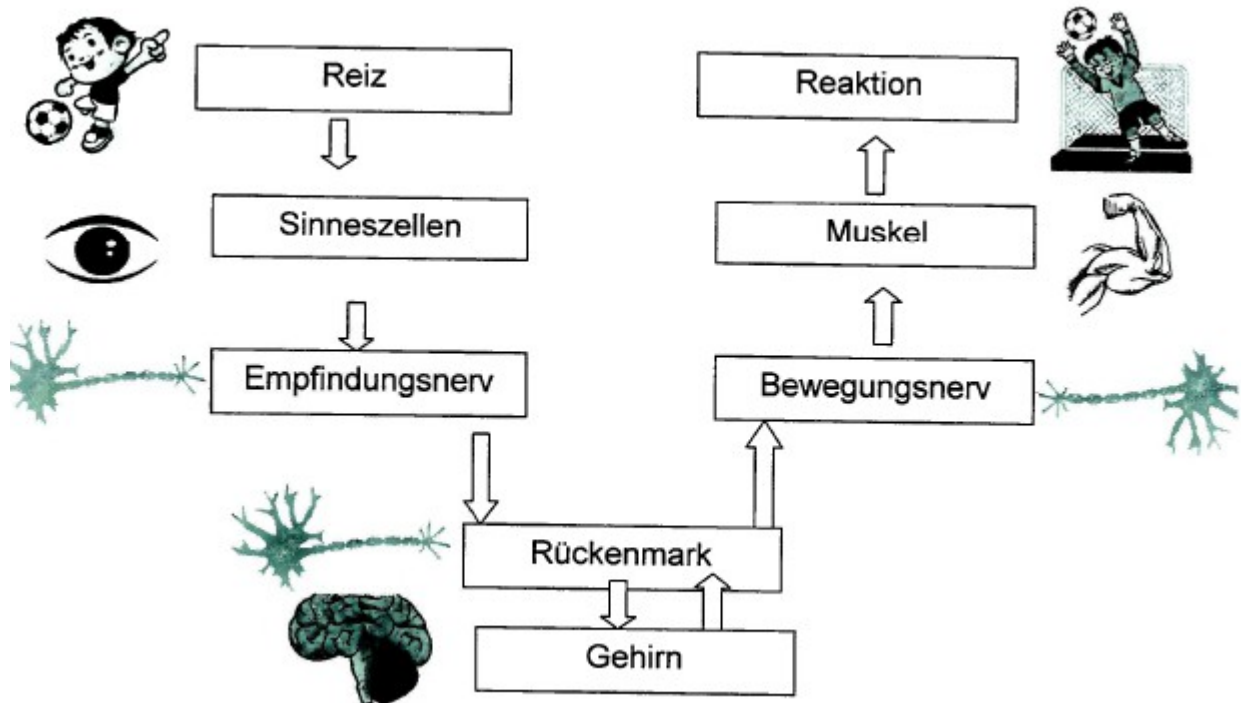 Reiz
Reaktion
Sinneszellen
Muskel
Empfindungsnerv
Bewegungsnerv
Rückenmark
Gehirn